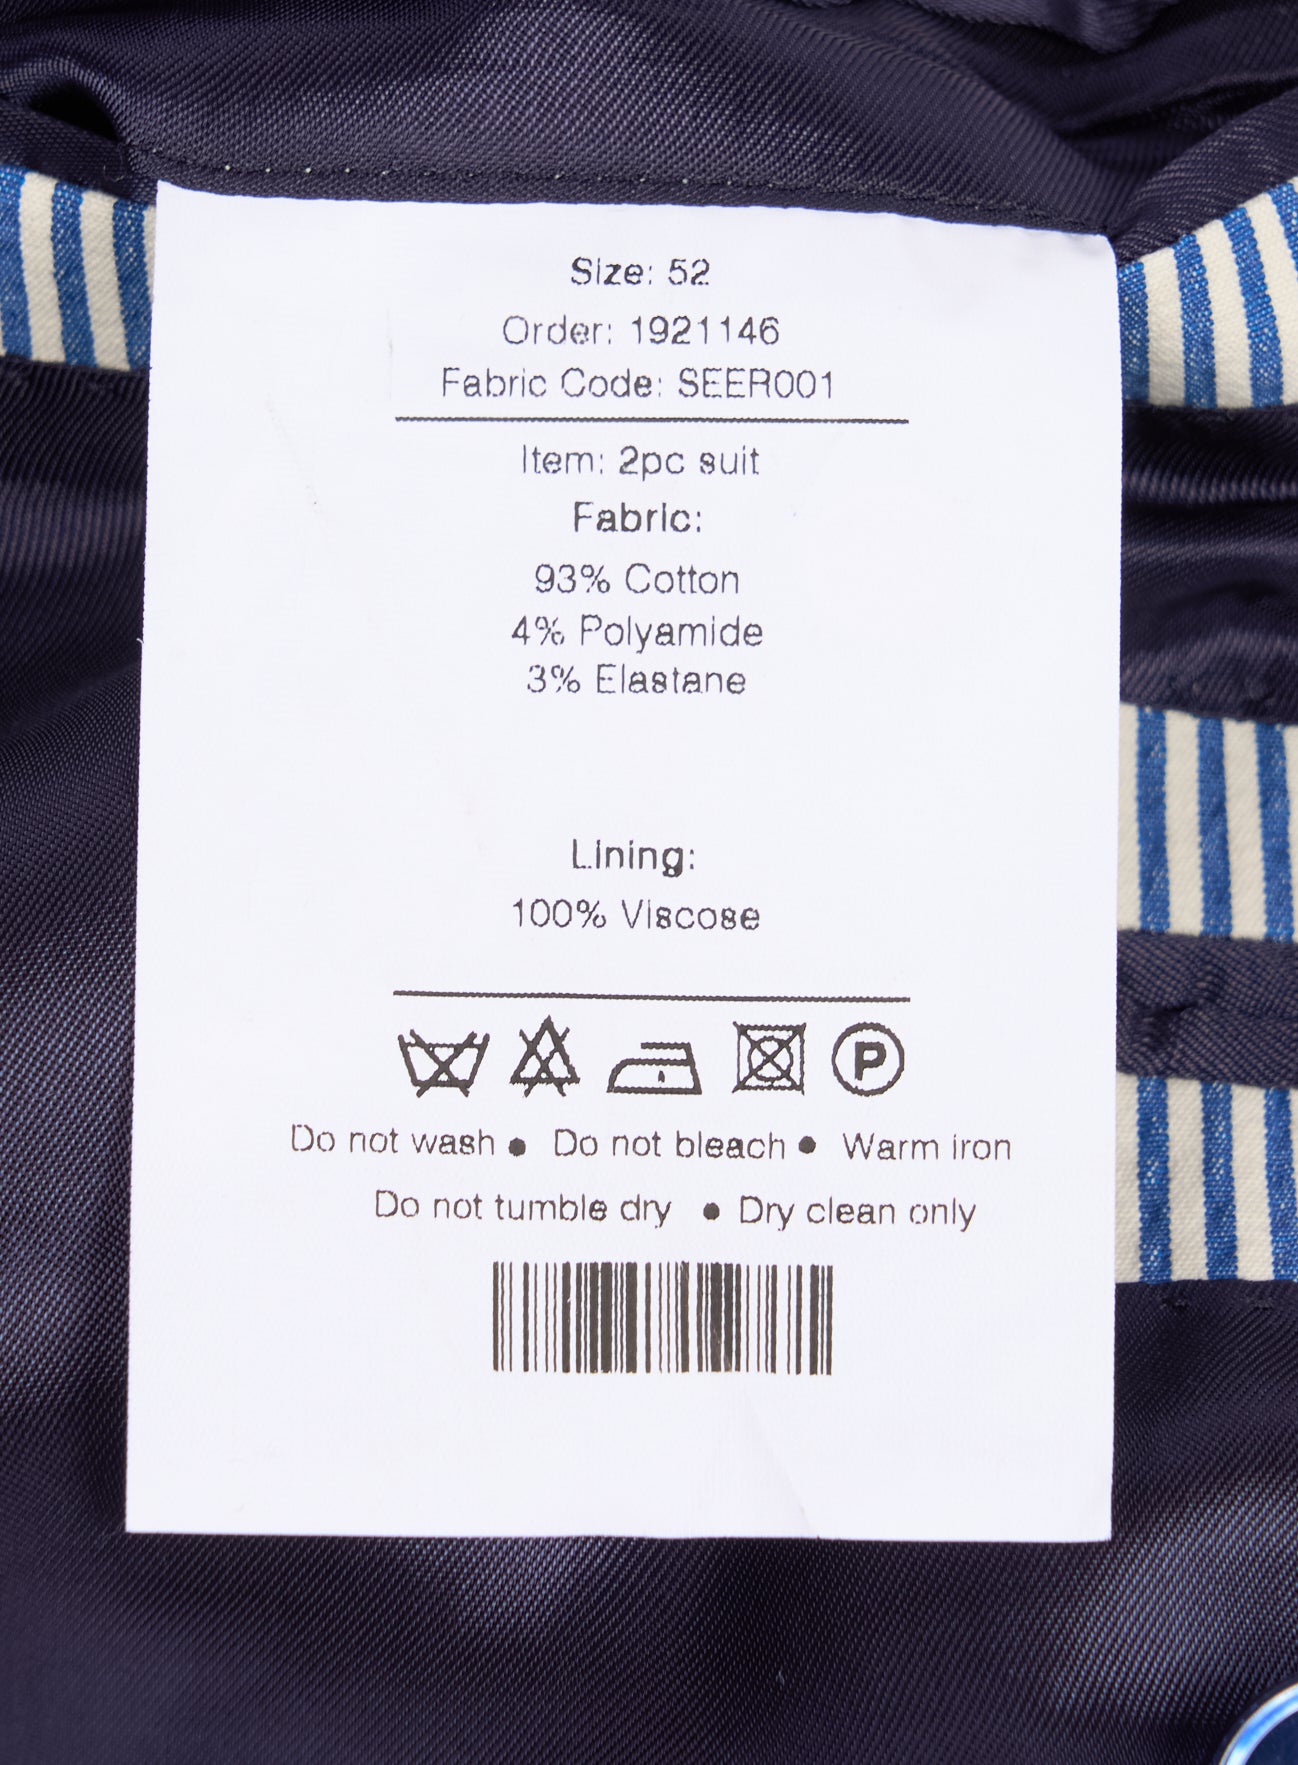 Size: 52
Order: 1921146
Fabric Code: SEER001
Item: 2pc suit
Fabric:
93% Cotton
4% Polyamide
3% Elastane
Lining:
100% Viscose
P
Do not wash ● Do not bleach ● Warm iron
Do not tumble dry ● Dry clean only